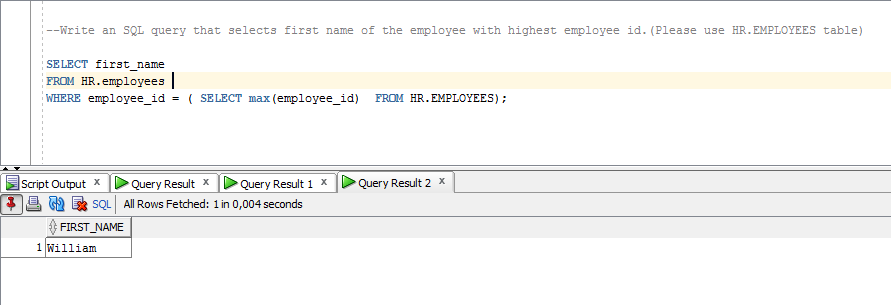 --Write an SQL query that selects first name of the employee with highest employee id.(Please use HR.EMPLOYEES table)
SELECT first_name
FROM HR.employees
WHERE employee_id = ( SELECT max(employee_id)  FROM HR.EMPLOYEES);
Script Output x Query Result x Query Result 1 x Query Result 2 x
SQL All Rows Fetched: 1 in 0,004 seconds
FIRST_NAME
1 William